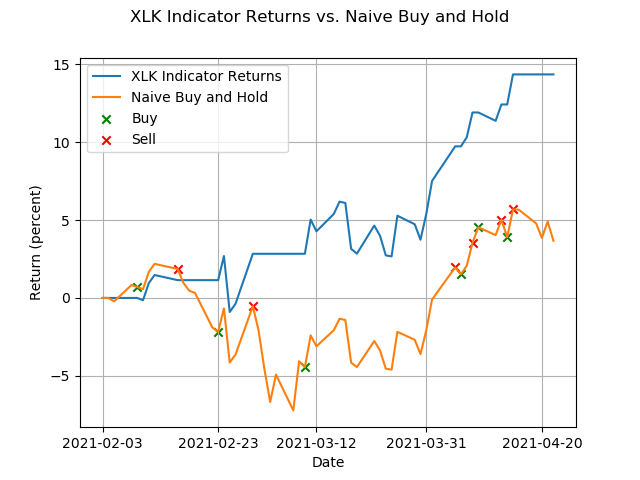 XLK Indicator Returns vs. Naive Buy and Hold
XLK Indicator Returns
Naive Buy and Hold
Buy
Sell
Return (percent)
15
10
5
0
−5
2021-02-03
2021-02-23
2021-03-12
2021-03-31
2021-04-20
Date